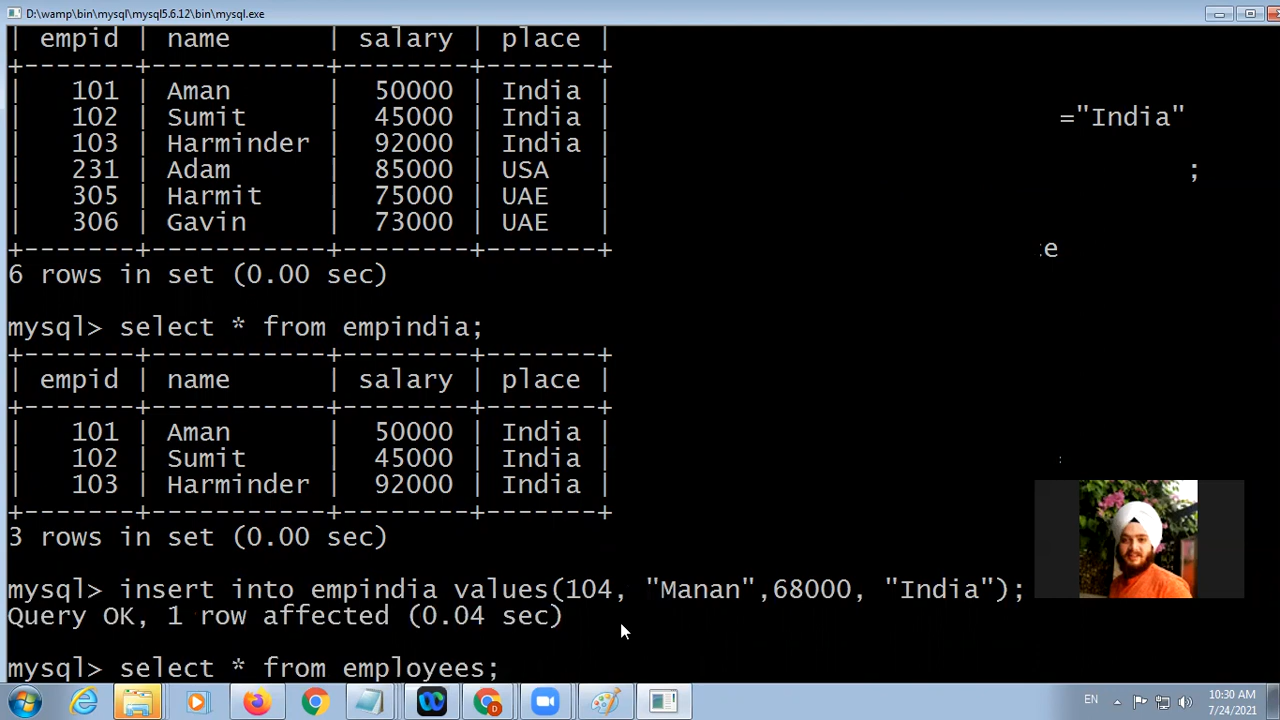 D:\wamp\bin\mysql\mysql5.6.12\bin\mysql.exe
| empid | name      | salary | place |
+-------+-----------+--------+-------+
|   101 | Aman      |  50000 | India |
|   102 | Sumit     |  45000 | India |
|   103 | Harminder |  92000 | India |
|   231 | Adam      |  85000 | USA   |
|   305 | Harmit    |  75000 | UAE   |
|   306 | Gavin     |  73000 | UAE   |
+-------+-----------+--------+-------+
6 rows in set (0.00 sec)
mysql> select * from empindia;
+-------+-----------+--------+-------+
| empid | name      | salary | place |
+-------+-----------+--------+-------+
|   101 | Aman      |  50000 | India |
|   102 | Sumit     |  45000 | India |
|   103 | Harminder |  92000 | India |
+-------+-----------+--------+-------+
3 rows in set (0.00 sec)
mysql> insert into empindia values(104, "Manan",68000, "India");
Query OK, 1 row affected (0.04 sec)
mysql> select * from employees;
="India"
;
EN
10:30 AM
7/24/2021